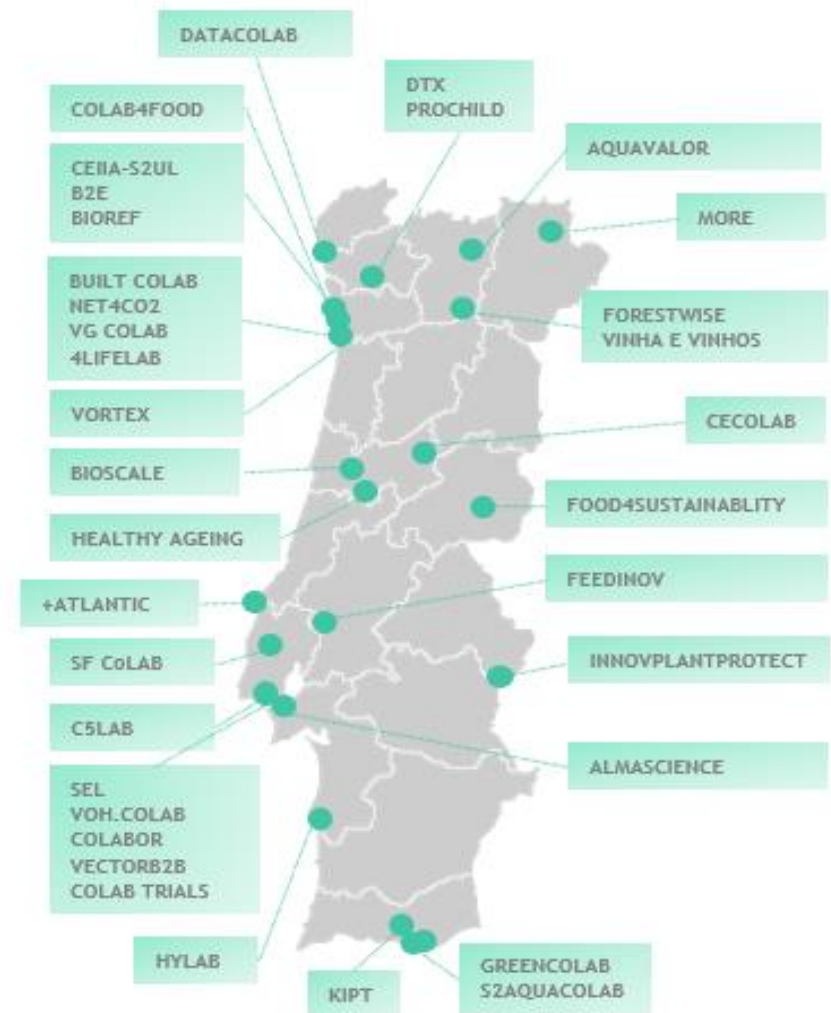 DATACOLAB
DTX
PROCHILD
COLAB4FOOD
AQUAVALOR
CEIIA-S2UL
B2E
BIOREF
MORE
BUILT COLAB
NET4CO2
VG COLAB
4LIFELAB
FORESTWISE
VINHA E VINHOS
VORTEX
CECOLAB
BIOSCALE
FOOD4SUSTAINABLITY
HEALTHY AGEING
FEEDINOV
+ATLANTIC
SF CoLAB
INNOVPLANTPROTECT
C5LAB
ALMASCIENCE
SEL
VOH.COLAB
COLABOR
VECTORB2B
COLAB TRIALS
HYLAB
GREENCOLAB
S2AQUACOLAB
KIPT